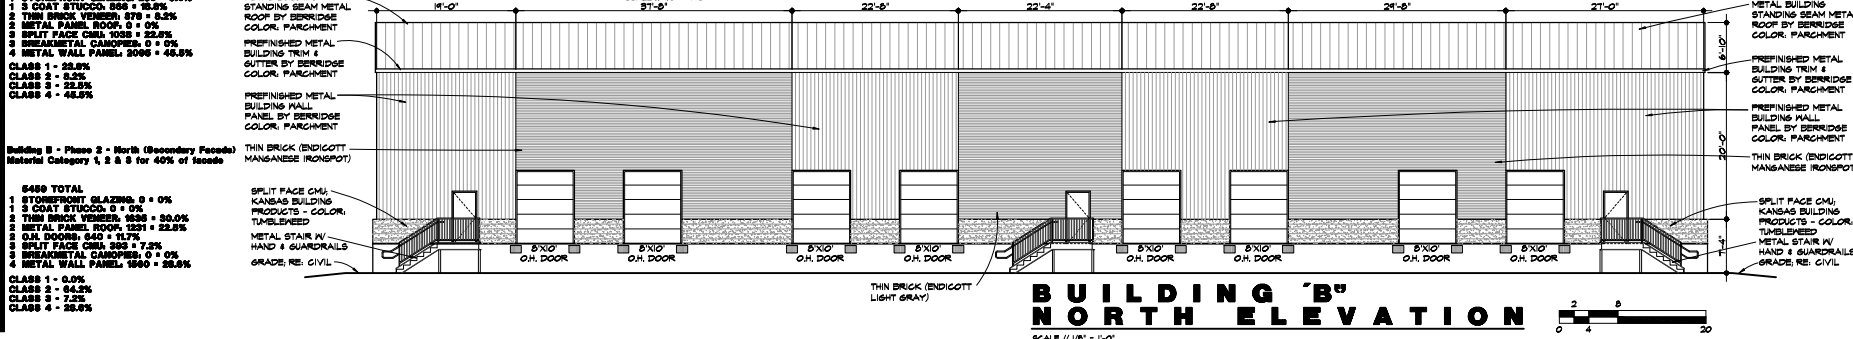 1 3 COAT STUCCO: 866 = 18.8%
2 THIN BRICK VENEER: 376 = 8.2%
2 METAL PANEL ROOF: 0 = 0%
3 SPLIT FACE CMU: 1038 = 22.5%
3 BREAKMETAL CANOPIES: 0 = 0%
4 METAL WALL PANEL: 2095 = 45.5%
CLASS 1 - 23.8%
CLASS 2 - 8.2%
CLASS 3 - 22.5%
CLASS 4 - 45.5%
Building B - Phase 2 - North (Secondary Facade)
Material Category 1, 2 & 3 for 40% of facade
5459 TOTAL
1 STOREFRONT GLAZING: 0 = 0%
1 3 COAT STUCCO: 0 = 0%
2 THIN BRICK VENEER: 1635 = 30.0%
2 METAL PANEL ROOF: 1231 = 22.5%
2 O.H. DOORS: 640 = 11.7%
3 SPLIT FACE CMU: 393 = 7.2%
3 BREAKMETAL CANOPIES: 0 = 0%
4 METAL WALL PANEL: 1560 = 28.6%
CLASS 1 - 0.0%
CLASS 2 - 64.2%
CLASS 3 - 7.2%
CLASS 4 - 28.6%
STANDING SEAM METAL
ROOF BY BERRIDGE
COLOR: PARCHMENT
PREFINISHED METAL
BUILDING TRIM &
GUTTER BY BERRIDGE
COLOR: PARCHMENT
PREFINISHED METAL
BUILDING WALL
PANEL BY BERRIDGE
COLOR: PARCHMENT
THIN BRICK (ENDICOTT
MANGANESE IRONSPOT)
SPLIT FACE CMU;
KANSAS BUILDING
PRODUCTS - COLOR:
TUMBLEWEED
METAL STAIR W/
HAND & GUARDRAILS
GRADE; RE: CIVIL
19'-0" 37'-8" 22'-8" 22'-4" 22'-8" 29'-8" 27'-0"
8'X10' O.H. DOOR
8'X10' O.H. DOOR
8'X10' O.H. DOOR
8'X10' O.H. DOOR
8'X10' O.H. DOOR
8'X10' O.H. DOOR
8'X10' O.H. DOOR
8'X10' O.H. DOOR
THIN BRICK (ENDICOTT
LIGHT GRAY)
6'-10"
20'-0"
METAL BUILDING
STANDING SEAM META
ROOF BY BERRIDGE
COLOR: PARCHMENT
PREFINISHED METAL
BUILDING TRIM &
GUTTER BY BERRIDGE
COLOR: PARCHMENT
PREFINISHED METAL
BUILDING WALL
PANEL BY BERRIDGE
COLOR: PARCHMENT
THIN BRICK (ENDICOTT
MANGANESE IRONSPOT
SPLIT FACE CMU;
KANSAS BUILDING
PRODUCTS - COLOR:
TUMBLEWEED
METAL STAIR W/
HAND & GUARDRAILS
GRADE; RE: CIVIL
BUILDING "B"
NORTH ELEVATION
2 8
0 4 20
SCALE // 1/8" = 1'-0"